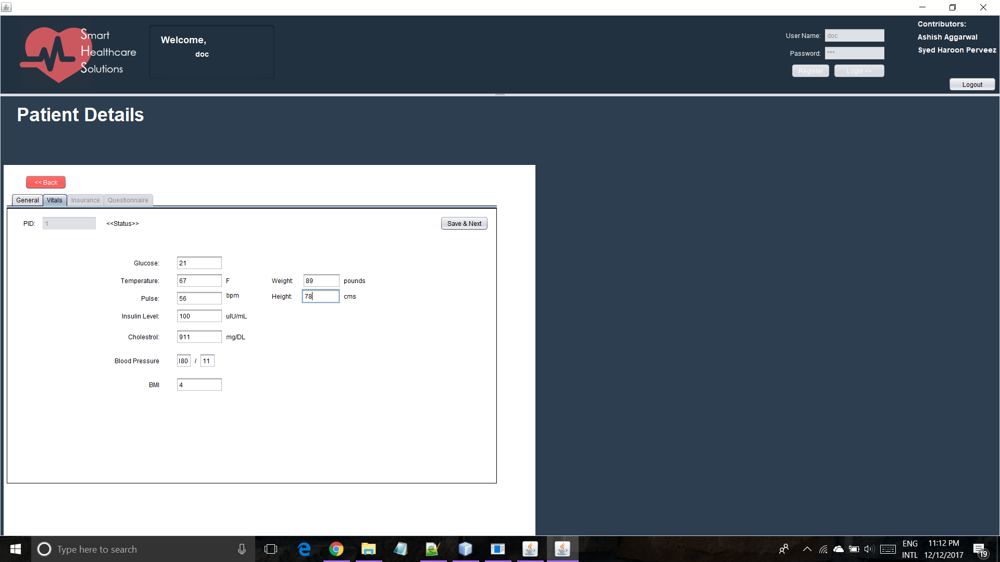 Smart
Healthcare
Solutions
Welcome,
doc
User Name: doc
Password: ***
Register Login >>
Contributors:
Ashish Aggarwal
Syed Haroon Perveez
Logout
Patient Details
<< Back
General Vitals Insurance Questionnaire
PID: 1 <<Status>> Save & Next
Glucose: 21
Temperature: 67 F Weight: 89 pounds
Pulse: 56 bpm Height: 78 cms
Insulin Level: 100 uIU/mL
Cholestrol: 911 mg/DL
Blood Pressure 80 / 11
BMI 4
Type here to search
ENG 11:12 PM
INTL 12/12/2017 19